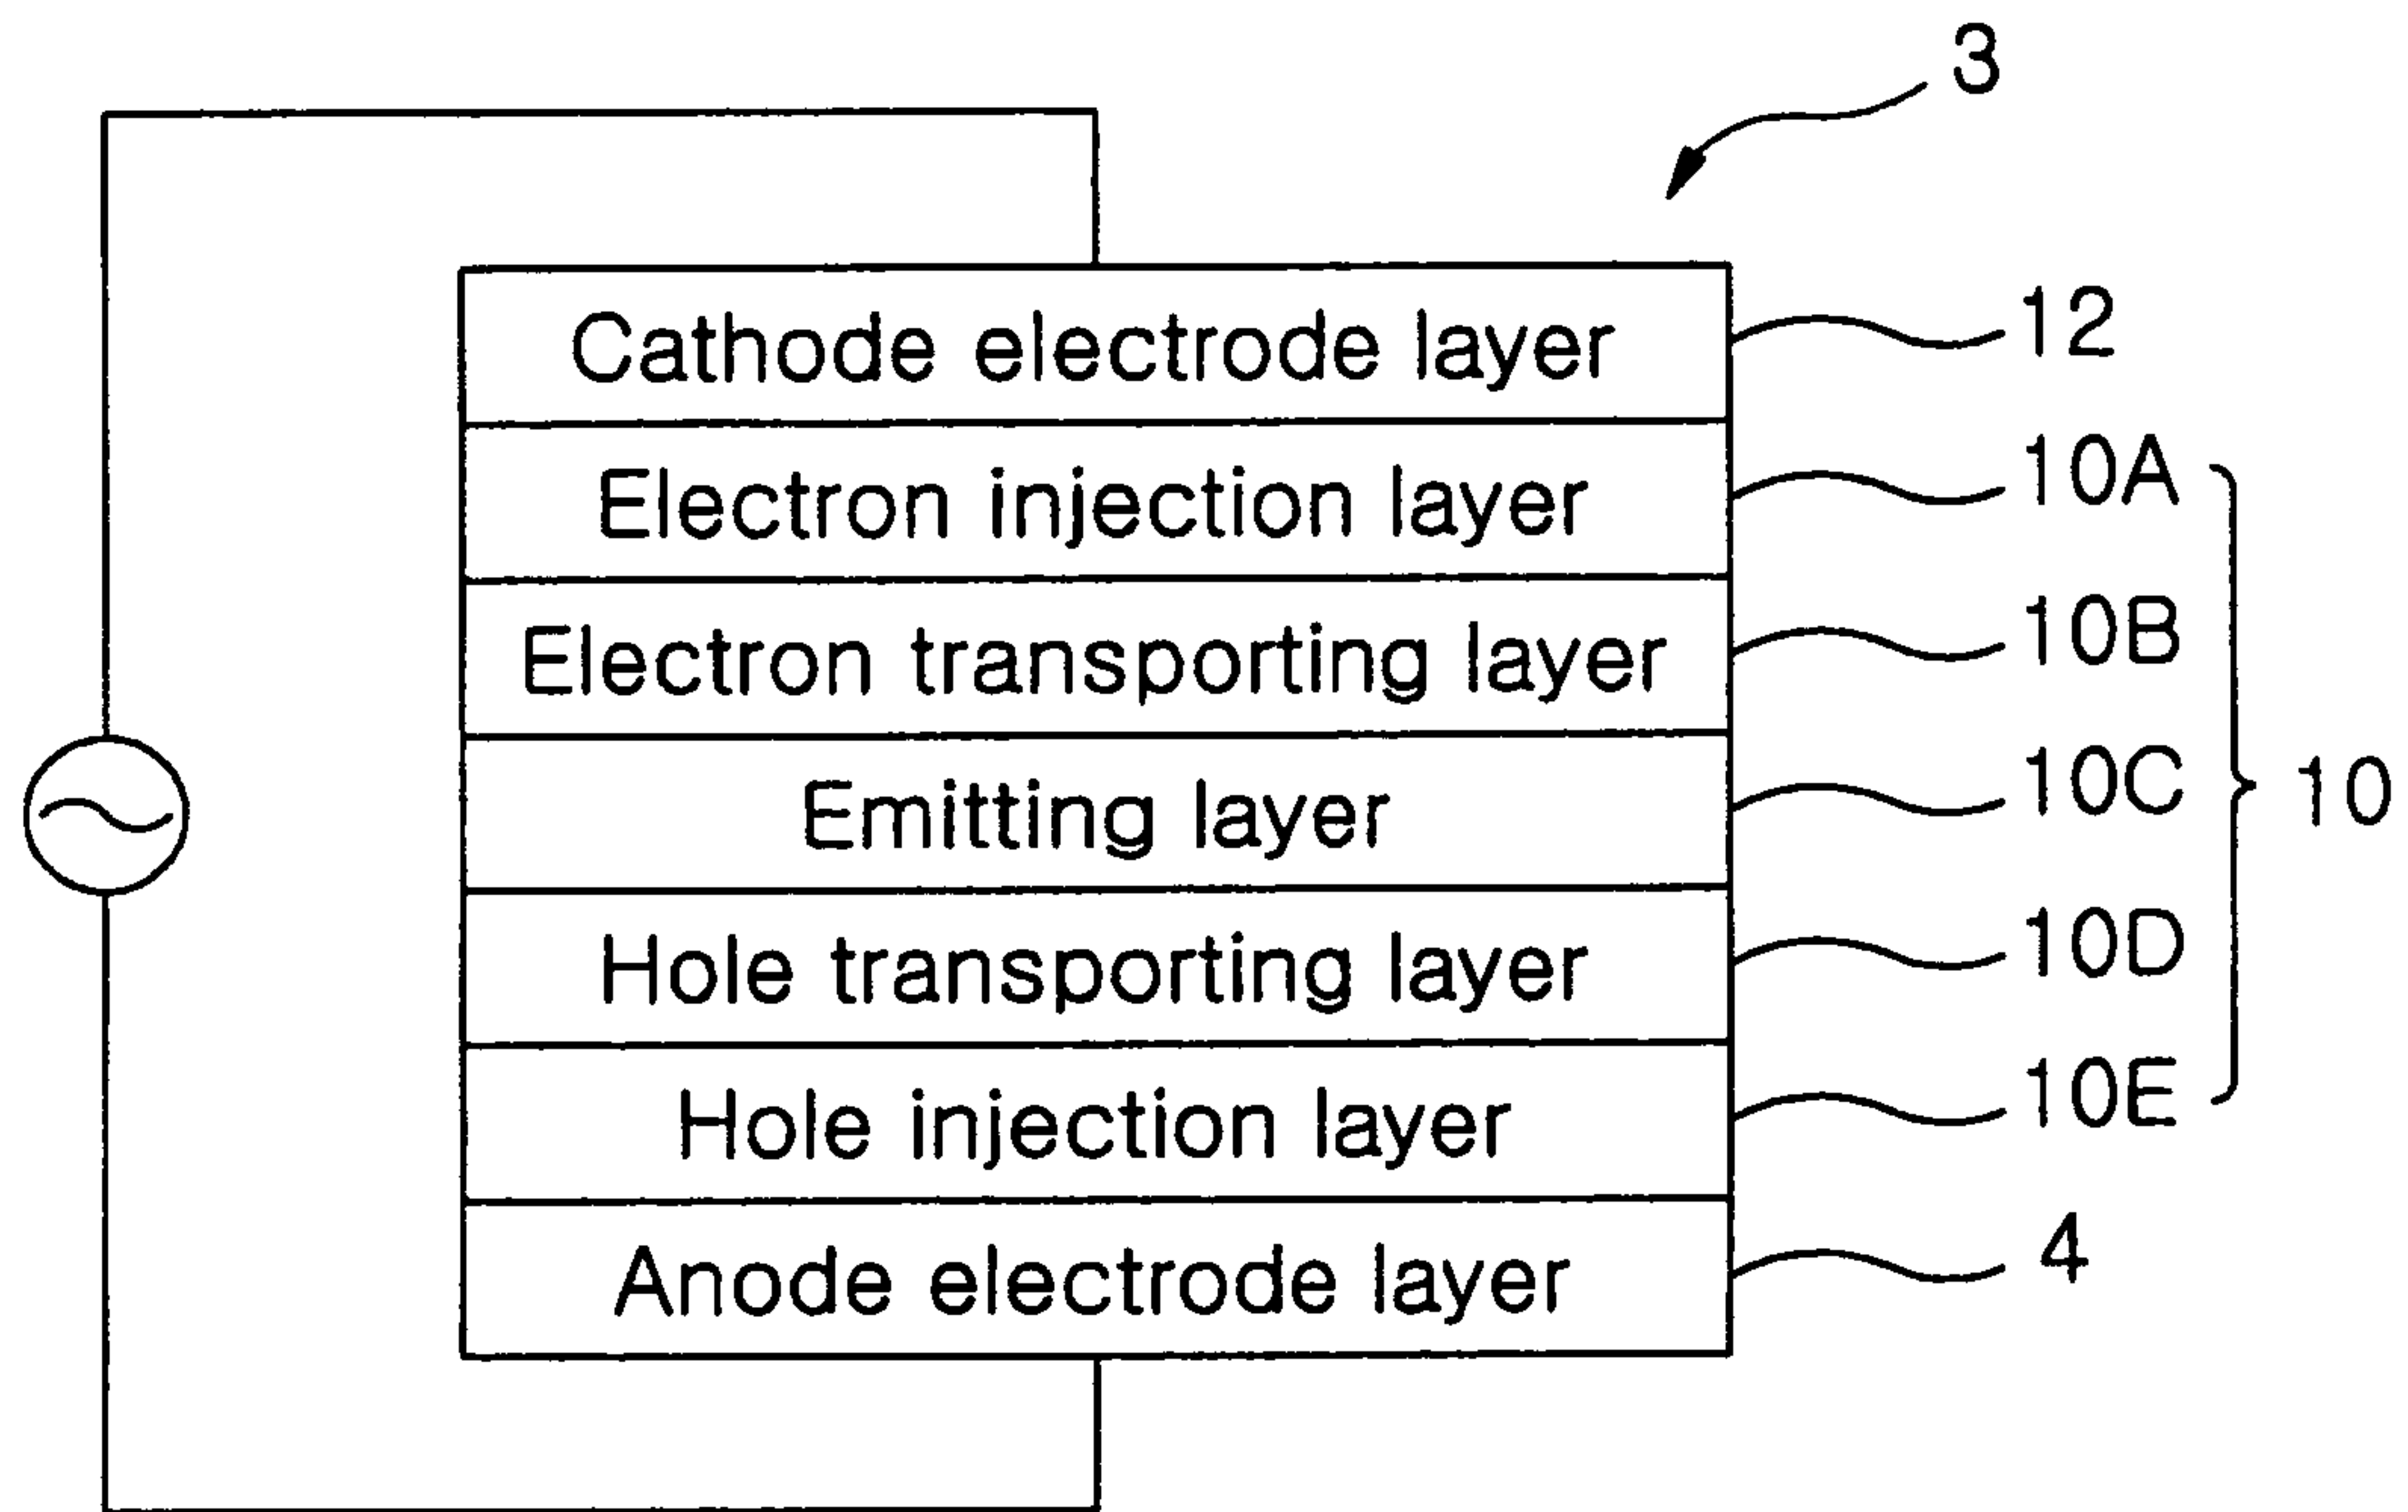 3
Cathode electrode layer 12
Electron injection layer 10A
Electron transporting layer 10B
Emitting layer 10C
10
Hole transporting layer 10D
Hole injection layer 10E
Anode electrode layer 4